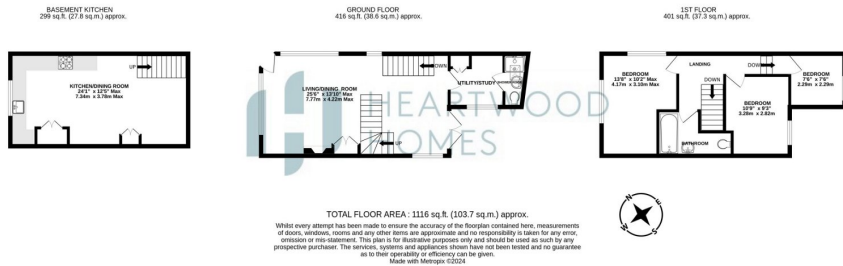 BASEMENT KITCHEN
299 sq.ft. (27.8 sq.m.) approx.
GROUND FLOOR
416 sq.ft. (38.6 sq.m.) approx.
1ST FLOOR
401 sq.ft. (37.3 sq.m.) approx.
UP
KITCHEN/DINING ROOM
24'1" x 12'5" Max
7.34m x 3.78m Max
DOWN
UTILITY/STUDY
LIVING/DINING ROOM
25'6" x 13'10" Max
7.77m x 4.22m Max
UP
LANDING
DOWN
BEDROOM
13'8" x 10'2" Max
4.17m x 3.10m Max
DOWN
BEDROOM
7'6" x 7'6"
2.29m x 2.29m
BEDROOM
10'9" x 9'3"
3.28m x 2.82m
BATHROOM
HEARTWOOD
HOMES
TOTAL FLOOR AREA : 1116 sq.ft. (103.7 sq.m.) approx.
Whilst every attempt has been made to ensure the accuracy of the floorplan contained here, measurements
of doors, windows, rooms and any other items are approximate and no responsibility is taken for any error,
omission or mis-statement. This plan is for illustrative purposes only and should be used as such by any
prospective purchaser. The services, systems and appliances shown have not been tested and no guarantee
as to their operability or efficiency can be given.
Made with Metropix ©2024
N
E
W
S